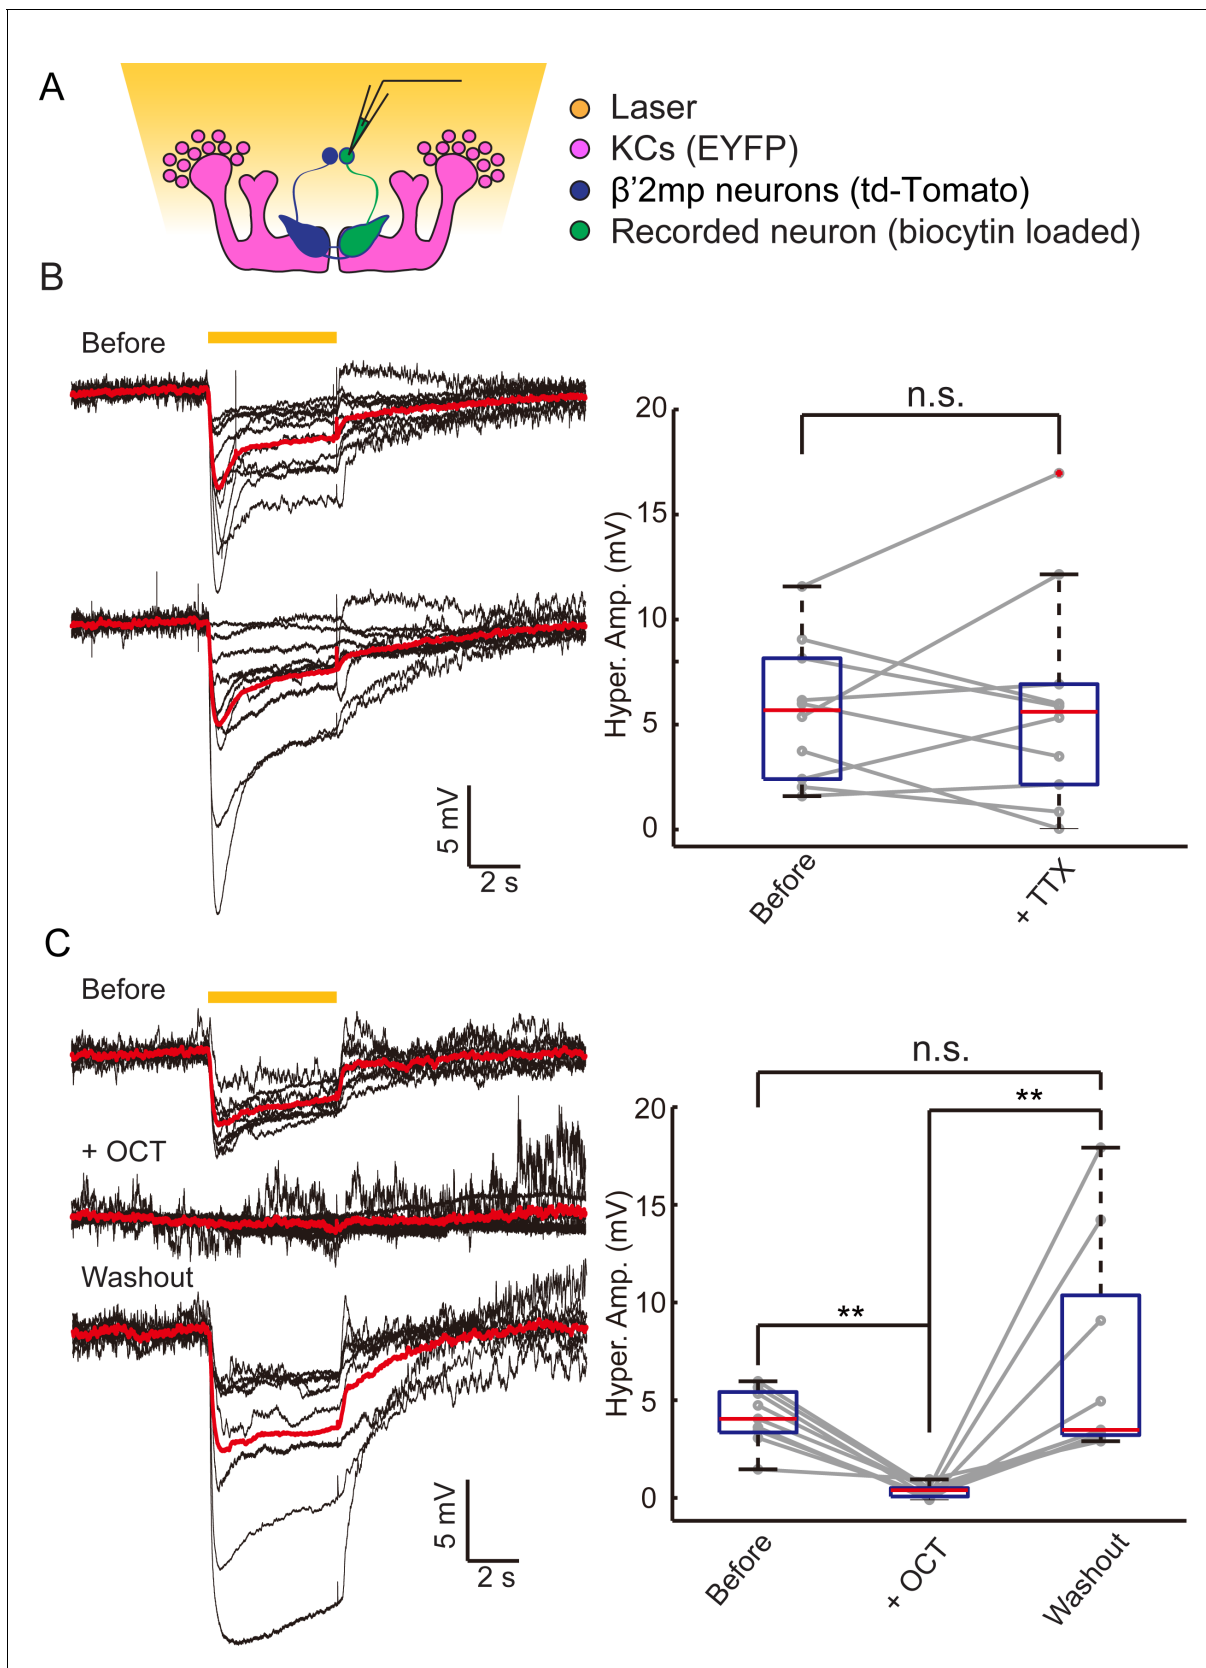 A
Laser
KCs (EYFP)
β'2mp neurons (td-Tomato)
Recorded neuron (biocytin loaded)
B
Before
5 mV
2 s
n.s.
20
15
10
5
0
Hyper. Amp. (mV)
Before
+ TTX
C
Before
+ OCT
Washout
5 mV
2 s
n.s.
**
**
20
15
10
5
0
Hyper. Amp. (mV)
Before
+ OCT
Washout